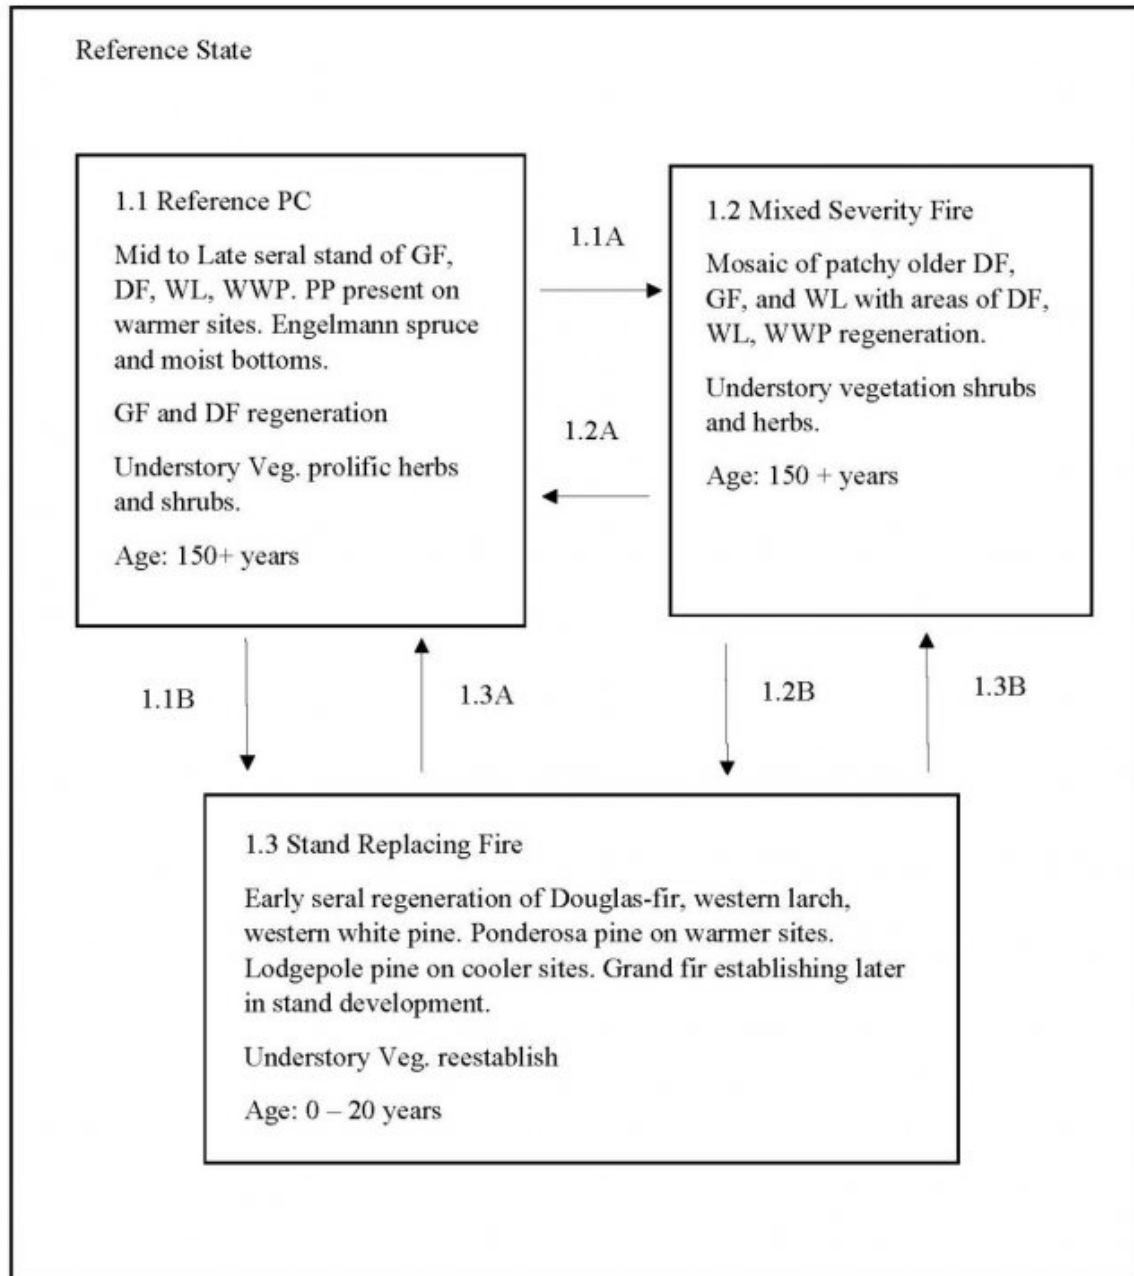 Reference State
1.1 Reference PC
Mid to Late seral stand of GF,
DF, WL, WWP. PP present on
warmer sites. Engelmann spruce
and moist bottoms.
GF and DF regeneration
Understory Veg. prolific herbs
and shrubs.
Age: 150+ years
1.1A
1.2A
1.2 Mixed Severity Fire
Mosaic of patchy older DF,
GF, and WL with areas of DF,
WL, WWP regeneration.
Understory vegetation shrubs
and herbs.
Age: 150 + years
1.1B
1.3A
1.2B
1.3B
1.3 Stand Replacing Fire
Early seral regeneration of Douglas-fir, western larch,
western white pine. Ponderosa pine on warmer sites.
Lodgepole pine on cooler sites. Grand fir establishing later
in stand development.
Understory Veg. reestablish
Age: 0 – 20 years